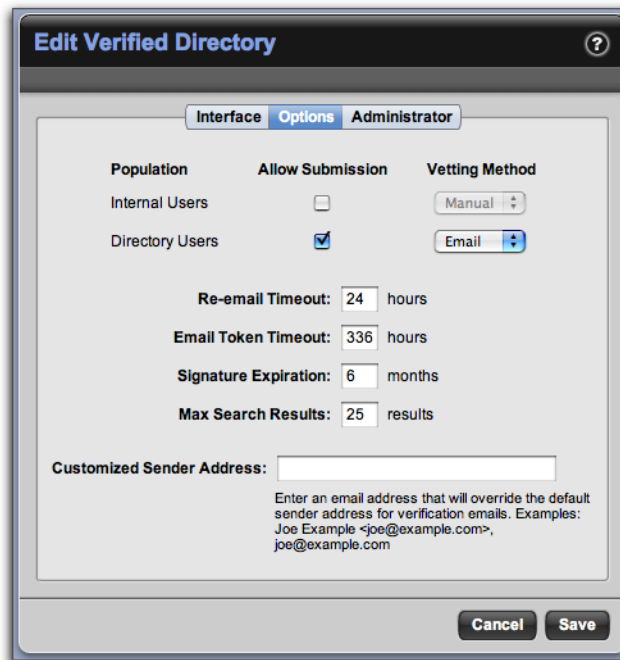 Edit Verified Directory ?
Interface Options Administrator
Population Allow Submission Vetting Method
Internal Users Manual
Directory Users Email
Re-email Timeout: 24 hours
Email Token Timeout: 336 hours
Signature Expiration: 6 months
Max Search Results: 25 results
Customized Sender Address:
Enter an email address that will override the default
sender address for verification emails. Examples:
Joe Example <joe@example.com>,
joe@example.com
Cancel Save